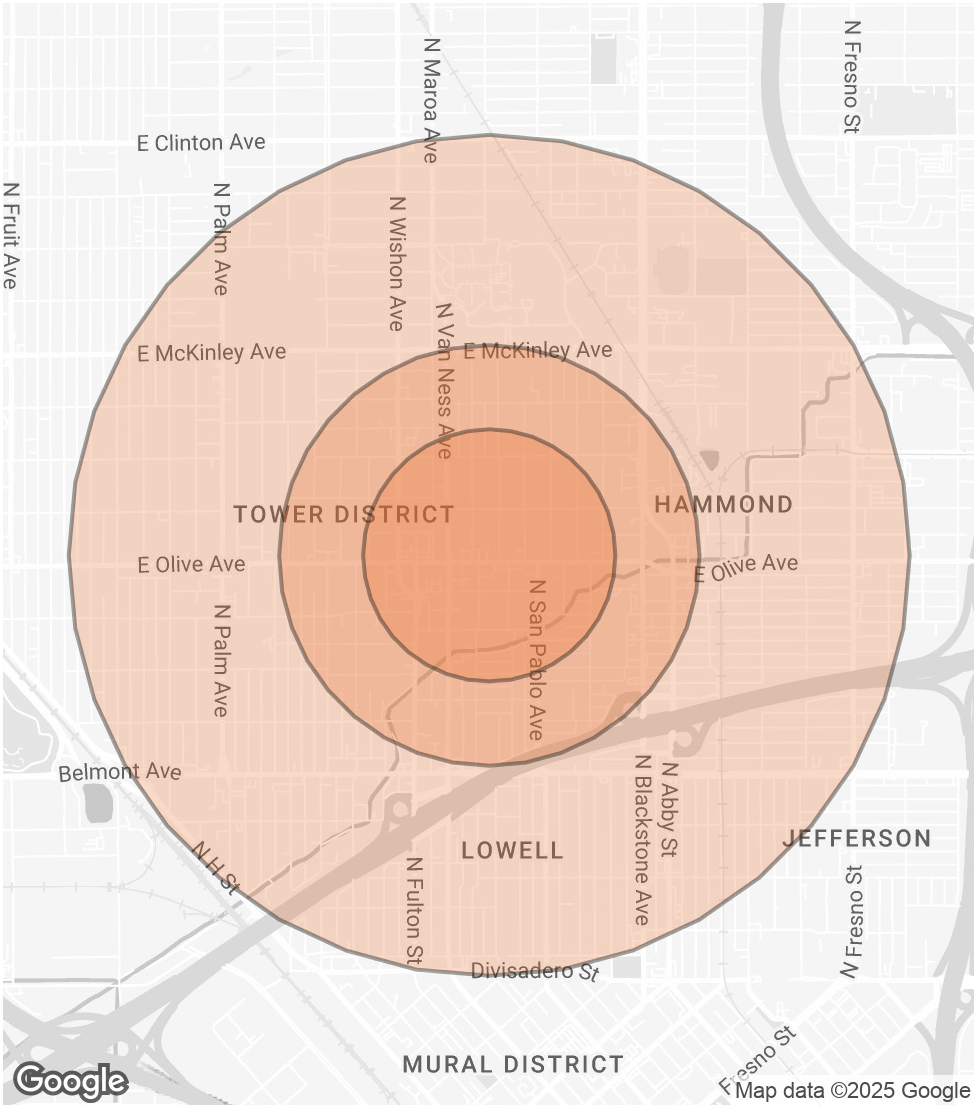 N Maroa Ave
N Fresno St
E Clinton Ave
N Fruit Ave
N Palm Ave
N Wishon Ave
N Van Ness Ave
E McKinley Ave
E McKinley Ave
TOWER DISTRICT
HAMMOND
E Olive Ave
E Olive Ave
N San Pablo Ave
N Palm Ave
Belmont Ave
N Blackstone Ave
N Abby St
JEFFERSON
LOWELL
N H St
N Fulton St
N Fresno St
Divisadero St
Fresno St
MURAL DISTRICT
Google
Map data ©2025 Google